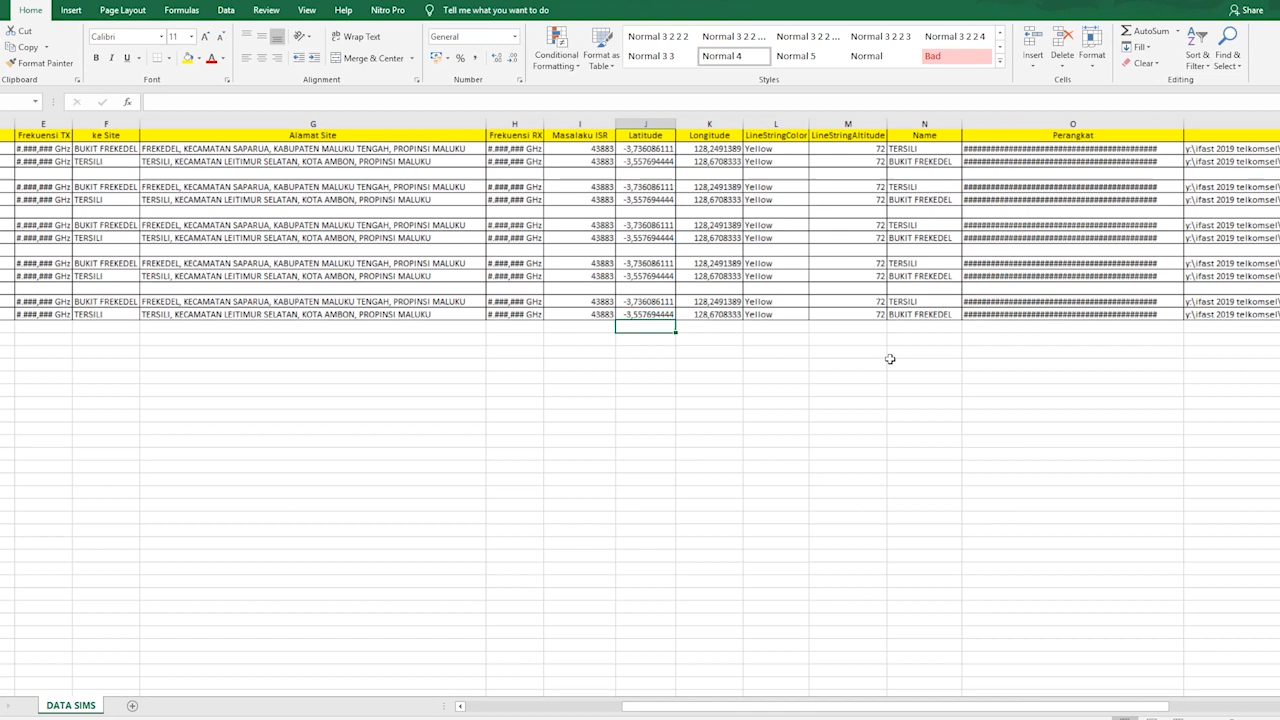 Home Insert Page Layout Formulas Data Review View Help Nitro Pro Tell me what you want to do Share
Cut
Copy
Format Painter
Calibri 11
B I U
Wrap Text
Merge & Center
General
Conditional Formatting
Format as Table
Normal 3 2 2 2 Normal 3 2 2 ... Normal 3 2 2 ... Normal 3 2 2 3 Normal 3 2 2 4
Normal 3 3 Normal 4 Normal 5 Normal Bad
Insert Delete Format
AutoSum
Fill
Clear
Sort & Filter
Find & Select
Clipboard Font Alignment Number Styles Cells Editing
fx
E F G H I J K L M N O
Frekuensi TX ke Site Alamat Site Frekuensi RX Masalaku ISR Latitude Longitude LineStringColor LineStringAltitude Name Perangkat
#.###,### GHz BUKIT FREKEDEL FREKEDEL, KECAMATAN SAPARUA, KABUPATEN MALUKU TENGAH, PROPINSI MALUKU #.###,### GHz 43883 -3,736086111 128,2491389 Yellow 72 TERSILI ########################################## y:\ifast 2019 telkomsel\
#.###,### GHz TERSILI TERSILI, KECAMATAN LEITIMUR SELATAN, KOTA AMBON, PROPINSI MALUKU #.###,### GHz 43883 -3,557694444 128,6708333 Yellow 72 BUKIT FREKEDEL ########################################## y:\ifast 2019 telkomsel\
#.###,### GHz BUKIT FREKEDEL FREKEDEL, KECAMATAN SAPARUA, KABUPATEN MALUKU TENGAH, PROPINSI MALUKU #.###,### GHz 43883 -3,736086111 128,2491389 Yellow 72 TERSILI ########################################## y:\ifast 2019 telkomsel\
#.###,### GHz TERSILI TERSILI, KECAMATAN LEITIMUR SELATAN, KOTA AMBON, PROPINSI MALUKU #.###,### GHz 43883 -3,557694444 128,6708333 Yellow 72 BUKIT FREKEDEL ########################################## y:\ifast 2019 telkomsel\
#.###,### GHz BUKIT FREKEDEL FREKEDEL, KECAMATAN SAPARUA, KABUPATEN MALUKU TENGAH, PROPINSI MALUKU #.###,### GHz 43883 -3,736086111 128,2491389 Yellow 72 TERSILI ########################################## y:\ifast 2019 telkomsel\
#.###,### GHz TERSILI TERSILI, KECAMATAN LEITIMUR SELATAN, KOTA AMBON, PROPINSI MALUKU #.###,### GHz 43883 -3,557694444 128,6708333 Yellow 72 BUKIT FREKEDEL ########################################## y:\ifast 2019 telkomsel\
#.###,### GHz BUKIT FREKEDEL FREKEDEL, KECAMATAN SAPARUA, KABUPATEN MALUKU TENGAH, PROPINSI MALUKU #.###,### GHz 43883 -3,736086111 128,2491389 Yellow 72 TERSILI ########################################## y:\ifast 2019 telkomsel\
#.###,### GHz TERSILI TERSILI, KECAMATAN LEITIMUR SELATAN, KOTA AMBON, PROPINSI MALUKU #.###,### GHz 43883 -3,557694444 128,6708333 Yellow 72 BUKIT FREKEDEL ########################################## y:\ifast 2019 telkomsel\
#.###,### GHz BUKIT FREKEDEL FREKEDEL, KECAMATAN SAPARUA, KABUPATEN MALUKU TENGAH, PROPINSI MALUKU #.###,### GHz 43883 -3,736086111 128,2491389 Yellow 72 TERSILI ########################################## y:\ifast 2019 telkomsel\
#.###,### GHz TERSILI TERSILI, KECAMATAN LEITIMUR SELATAN, KOTA AMBON, PROPINSI MALUKU #.###,### GHz 43883 -3,557694444 128,6708333 Yellow 72 BUKIT FREKEDEL ########################################## y:\ifast 2019 telkomsel\
DATA SIMS